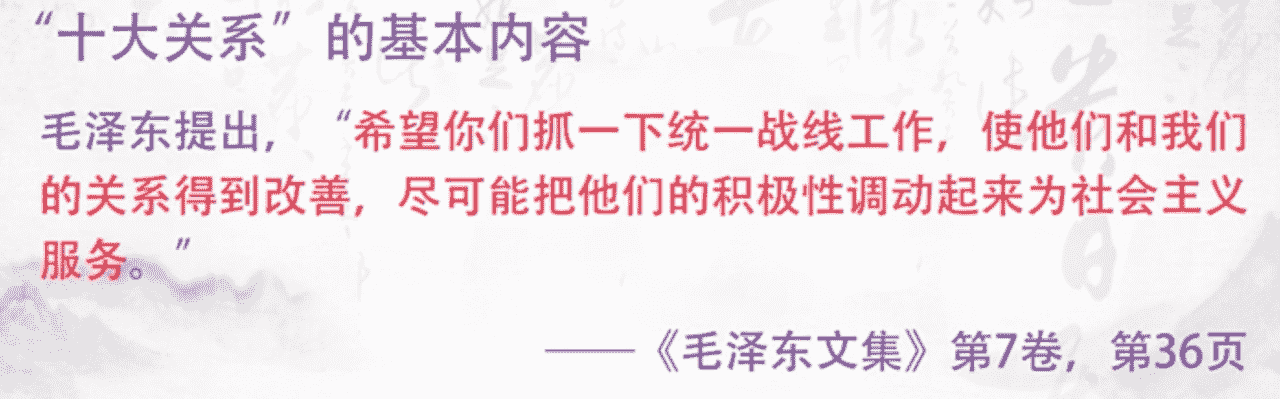 “十大关系”的基本内容
毛泽东提出，“希望你们抓一下统一战线工作，使他们和我们
的关系得到改善，尽可能把他们的积极性调动起来为社会主义
服务。”
——《毛泽东文集》第7卷，第36页